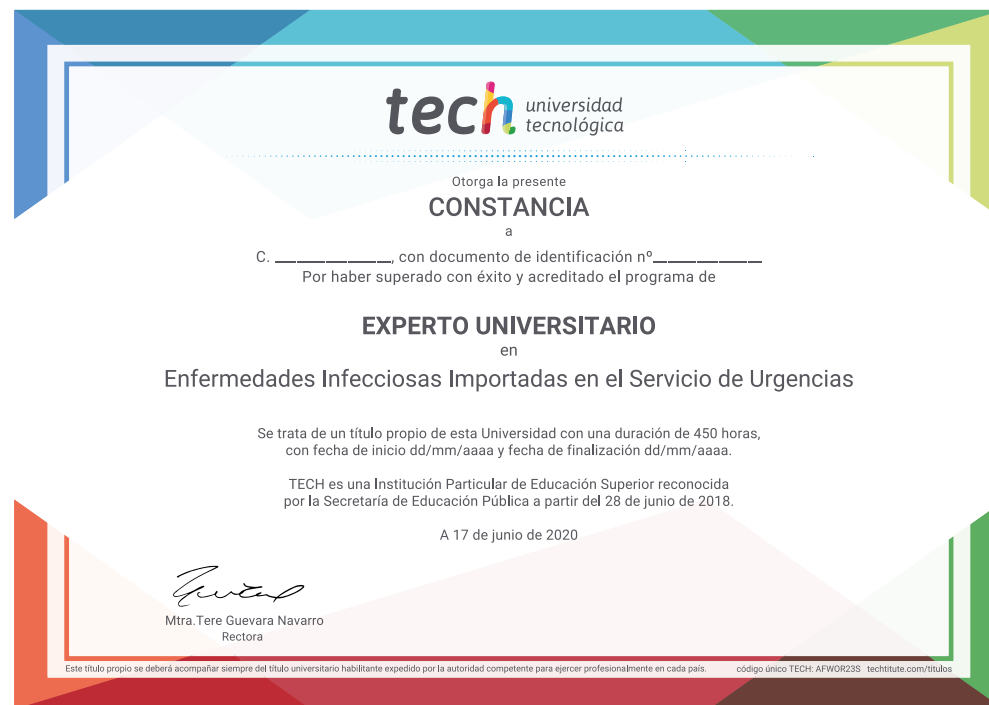 tech universidad
tecnológica
Otorga la presente
CONSTANCIA
a
C. ______________, con documento de identificación nº_____________
Por haber superado con éxito y acreditado el programa de
EXPERTO UNIVERSITARIO
en
Enfermedades Infecciosas Importadas en el Servicio de Urgencias
Se trata de un título propio de esta Universidad con una duración de 450 horas,
con fecha de inicio dd/mm/aaaa y fecha de finalización dd/mm/aaaa.
TECH es una Institución Particular de Educación Superior reconocida
por la Secretaría de Educación Pública a partir del 28 de junio de 2018.
A 17 de junio de 2020
Mtra.Tere Guevara Navarro
Rectora
Este título propio se deberá acompañar siempre del título universitario habilitante expedido por la autoridad competente para ejercer profesionalmente en cada país. código único TECH: AFWOR23S techtitute.com/titulos